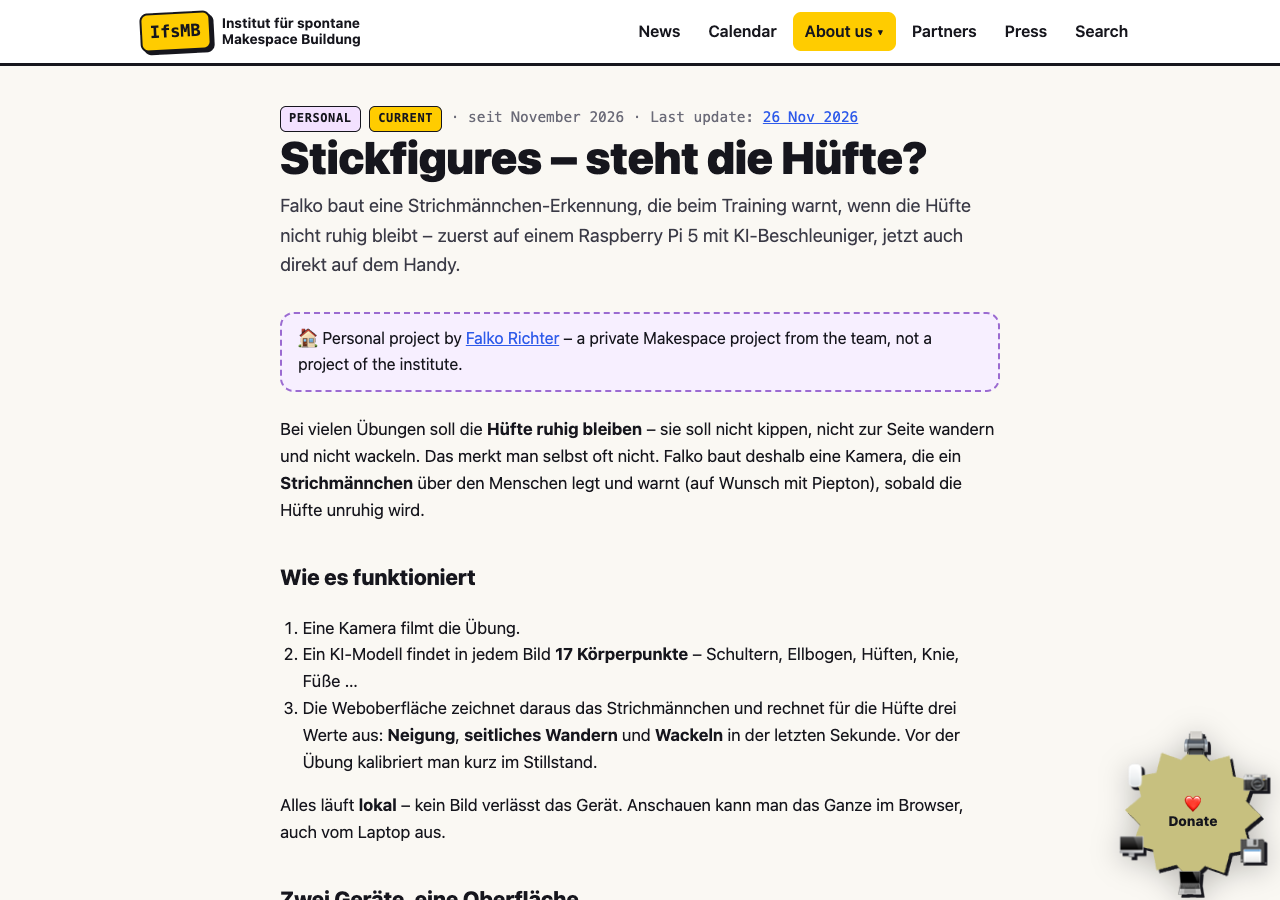 IfsMB
Institut für spontane
Makespace Buildung
News
Calendar
About us ▾
Partners
Press
Search
PERSONAL CURRENT · seit November 2026 · Last update: 26 Nov 2026
Stickfigures – steht die Hüfte?
Falko baut eine Strichmännchen-Erkennung, die beim Training warnt, wenn die Hüfte
nicht ruhig bleibt – zuerst auf einem Raspberry Pi 5 mit KI-Beschleuniger, jetzt auch
direkt auf dem Handy.
🏠 Personal project by Falko Richter – a private Makespace project from the team, not a
project of the institute.
Bei vielen Übungen soll die Hüfte ruhig bleiben – sie soll nicht kippen, nicht zur Seite wandern
und nicht wackeln. Das merkt man selbst oft nicht. Falko baut deshalb eine Kamera, die ein
Strichmännchen über den Menschen legt und warnt (auf Wunsch mit Piepton), sobald die
Hüfte unruhig wird.
Wie es funktioniert
1. Eine Kamera filmt die Übung.
2. Ein KI-Modell findet in jedem Bild 17 Körperpunkte – Schultern, Ellbogen, Hüften, Knie,
Füße …
3. Die Weboberfläche zeichnet daraus das Strichmännchen und rechnet für die Hüfte drei
Werte aus: Neigung, seitliches Wandern und Wackeln in der letzten Sekunde. Vor der
Übung kalibriert man kurz im Stillstand.
Alles läuft lokal – kein Bild verlässt das Gerät. Anschauen kann man das Ganze im Browser,
auch vom Laptop aus.
Zwei Geräte, eine Oberfläche
❤️
Donate